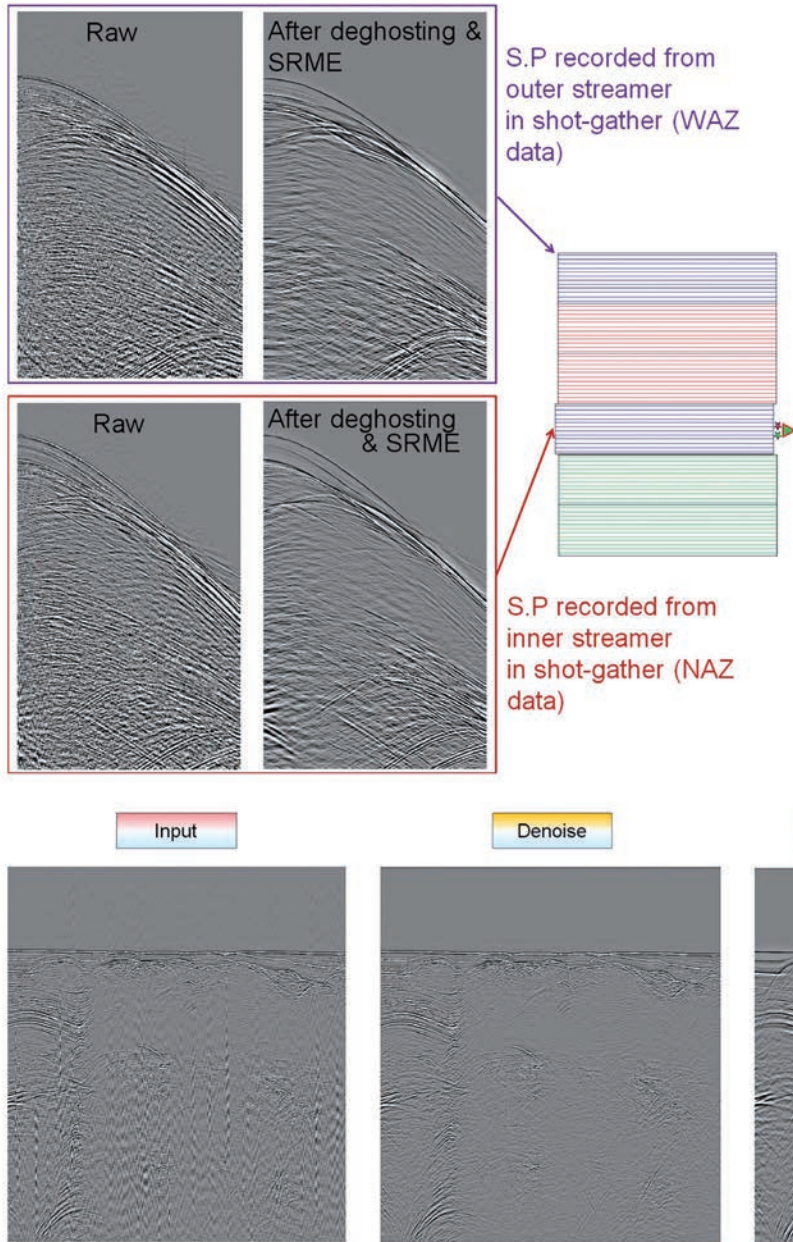 Raw
After deghosting &
SRME
S.P recorded from
outer streamer
in shot-gather (WAZ
data)
Raw
After deghosting
& SRME
S.P recorded from
inner streamer
in shot-gather (NAZ
data)
Input
Denoise